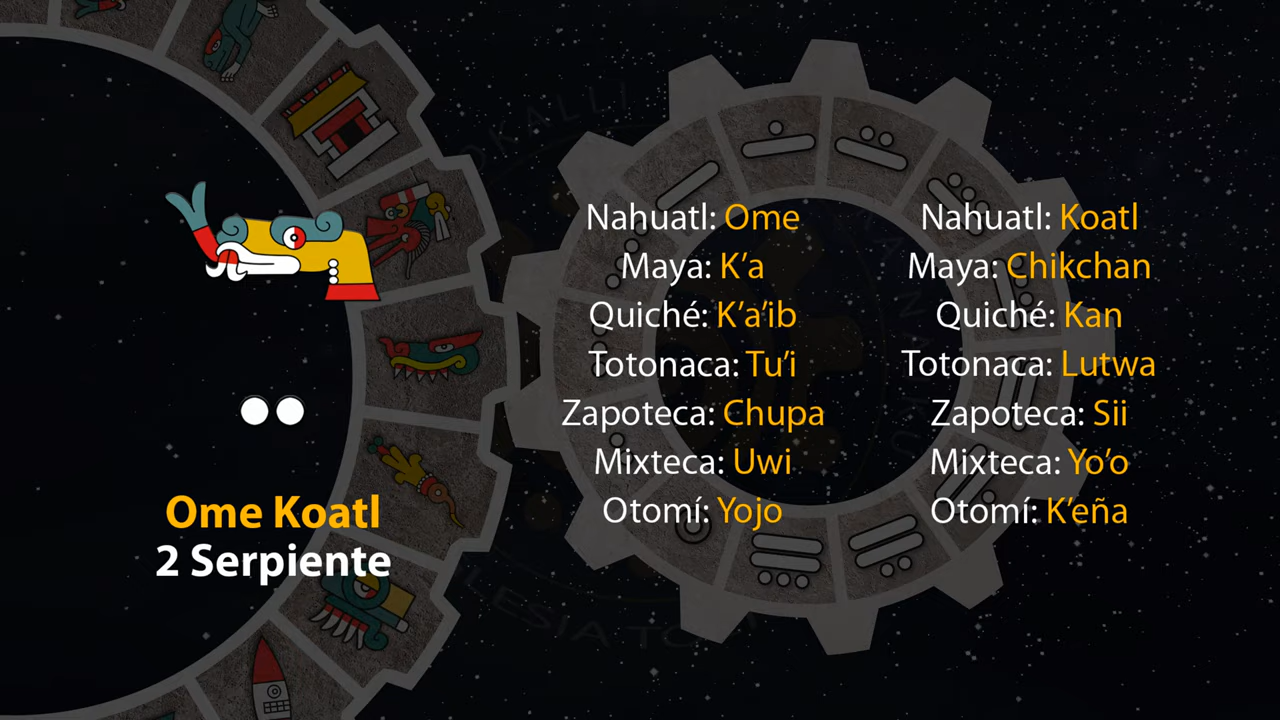 Nahuatl: Ome
Maya: K’a
Quiché: K’a’ib
Totonaca: Tu’i
Zapoteca: Chupa
Mixteca: Uwi
Otomí: Yojo
Nahuatl: Koatl
Maya: Chikchan
Quiché: Kan
Totonaca: Lutwa
Zapoteca: Sii
Mixteca: Yo’o
Otomí: K’eña
Ome Koatl
2 Serpiente